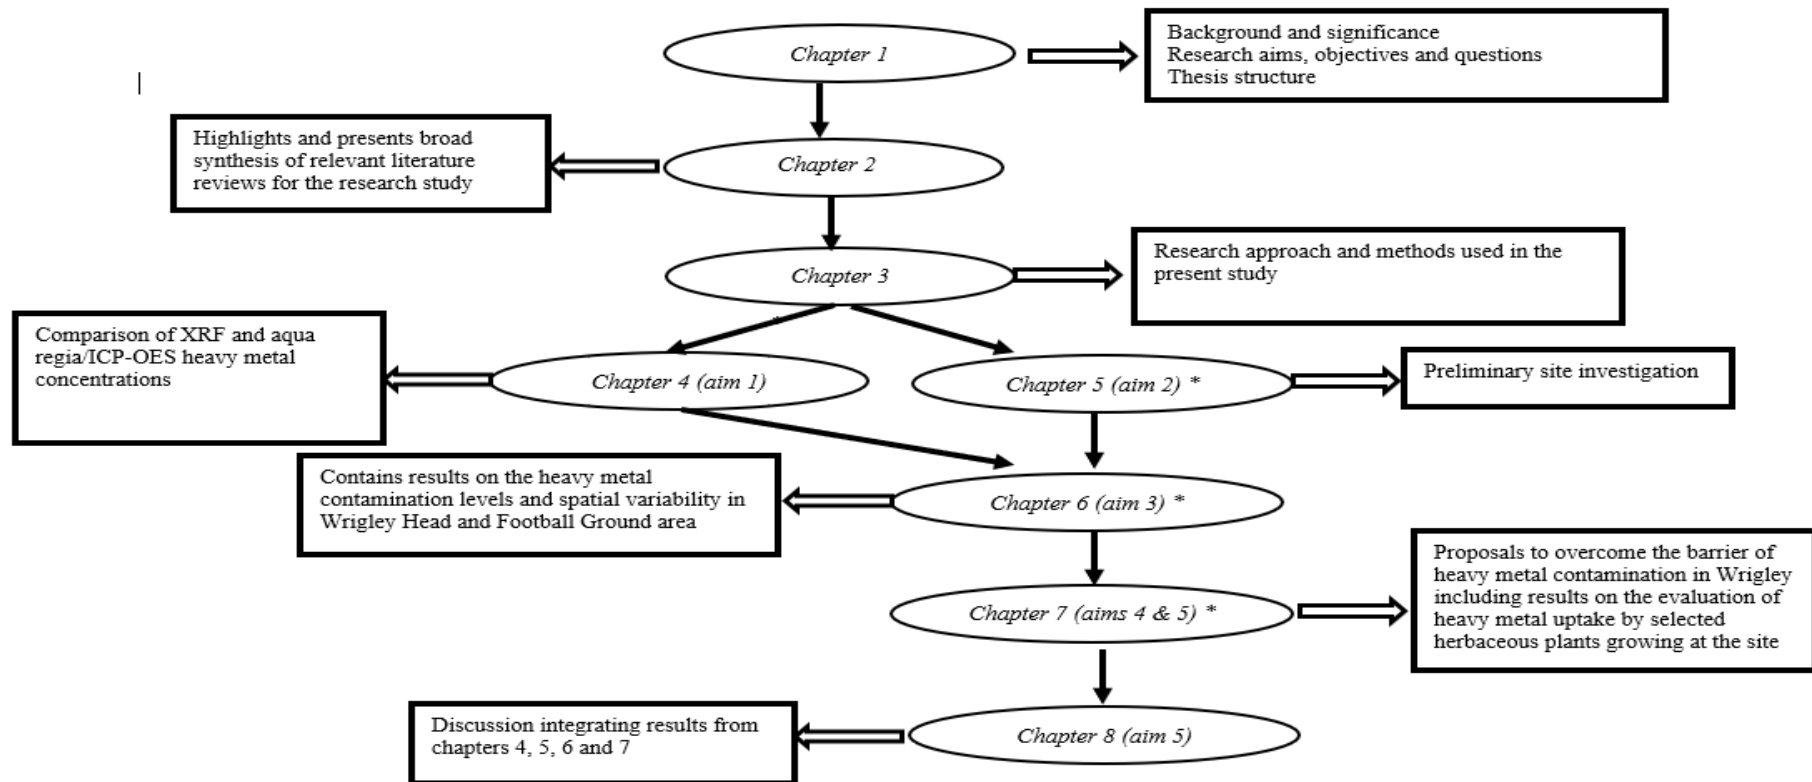 Chapter 1
Background and significance
Research aims, objectives and questions
Thesis structure
Highlights and presents broad
synthesis of relevant literature
reviews for the research study
Chapter 2
Chapter 3
Research approach and methods used in the
present study
Comparison of XRF and aqua
regia/ICP-OES heavy metal
concentrations
Chapter 4 (aim 1)
Chapter 5 (aim 2) *
Preliminary site investigation
Contains results on the heavy metal
contamination levels and spatial variability in
Wrigley Head and Football Ground area
Chapter 6 (aim 3) *
Chapter 7 (aims 4 & 5) *
Proposals to overcome the barrier of
heavy metal contamination in Wrigley
including results on the evaluation of
heavy metal uptake by selected
herbaceous plants growing at the site
Discussion integrating results from
chapters 4, 5, 6 and 7
Chapter 8 (aim 5)